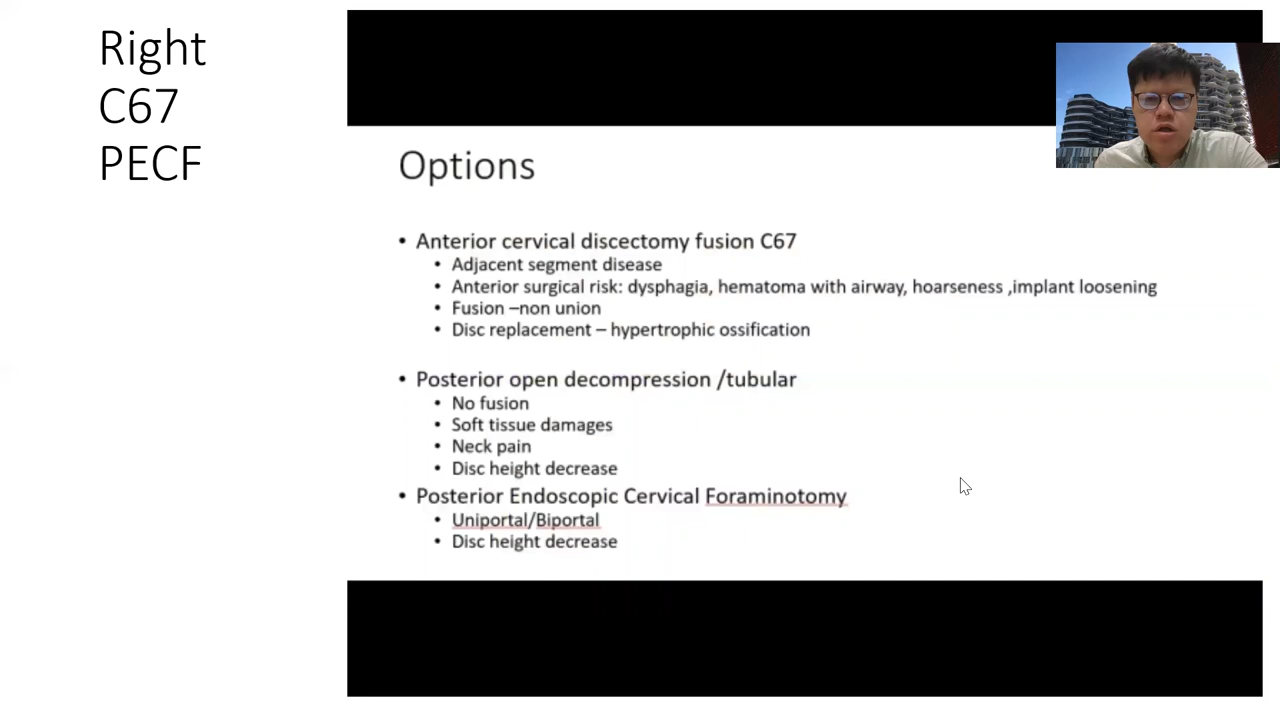 Right
C67
PECF
Options
• Anterior cervical discectomy fusion C67
• Adjacent segment disease
• Anterior surgical risk: dysphagia, hematoma with airway, hoarseness ,implant loosening
• Fusion –non union
• Disc replacement – hypertrophic ossification
• Posterior open decompression /tubular
• No fusion
• Soft tissue damages
• Neck pain
• Disc height decrease
• Posterior Endoscopic Cervical Foraminotomy
• Uniportal/Biportal
• Disc height decrease